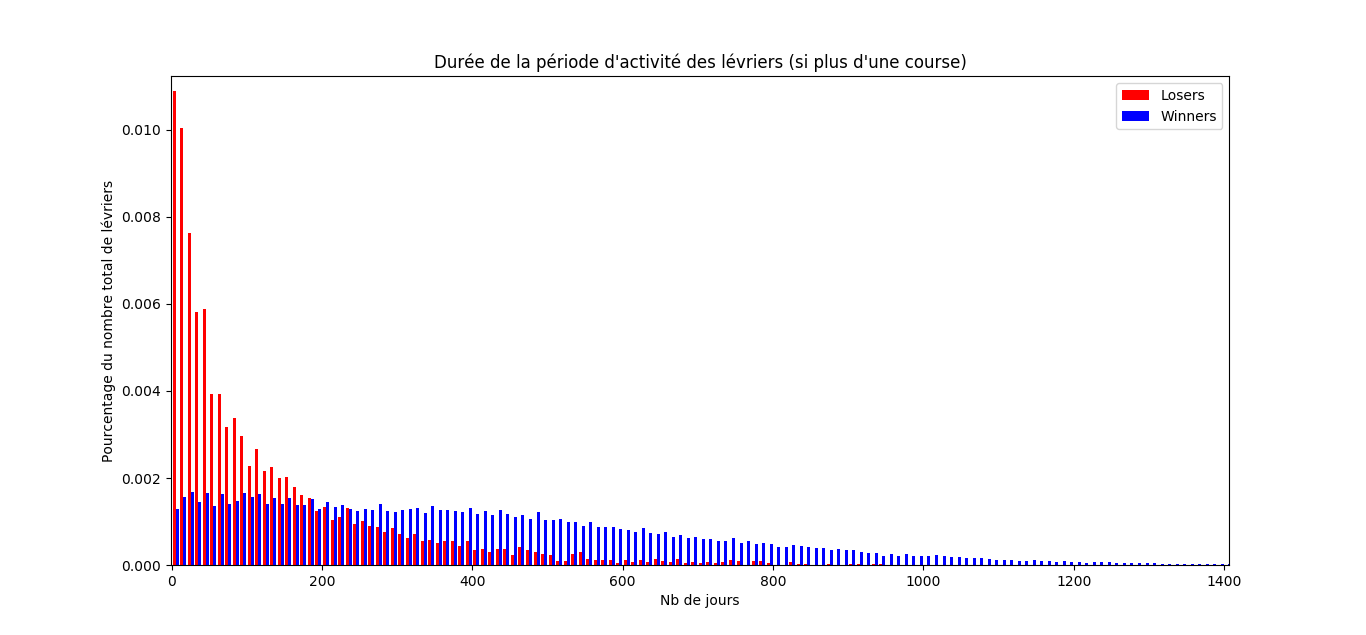 Durée de la période d'activité des lévriers (si plus d'une course)
Losers
Winners
0.010
0.008
0.006
0.004
0.002
0.000
Pourcentage du nombre total de lévriers
0 200 400 600 800 1000 1200 1400
Nb de jours